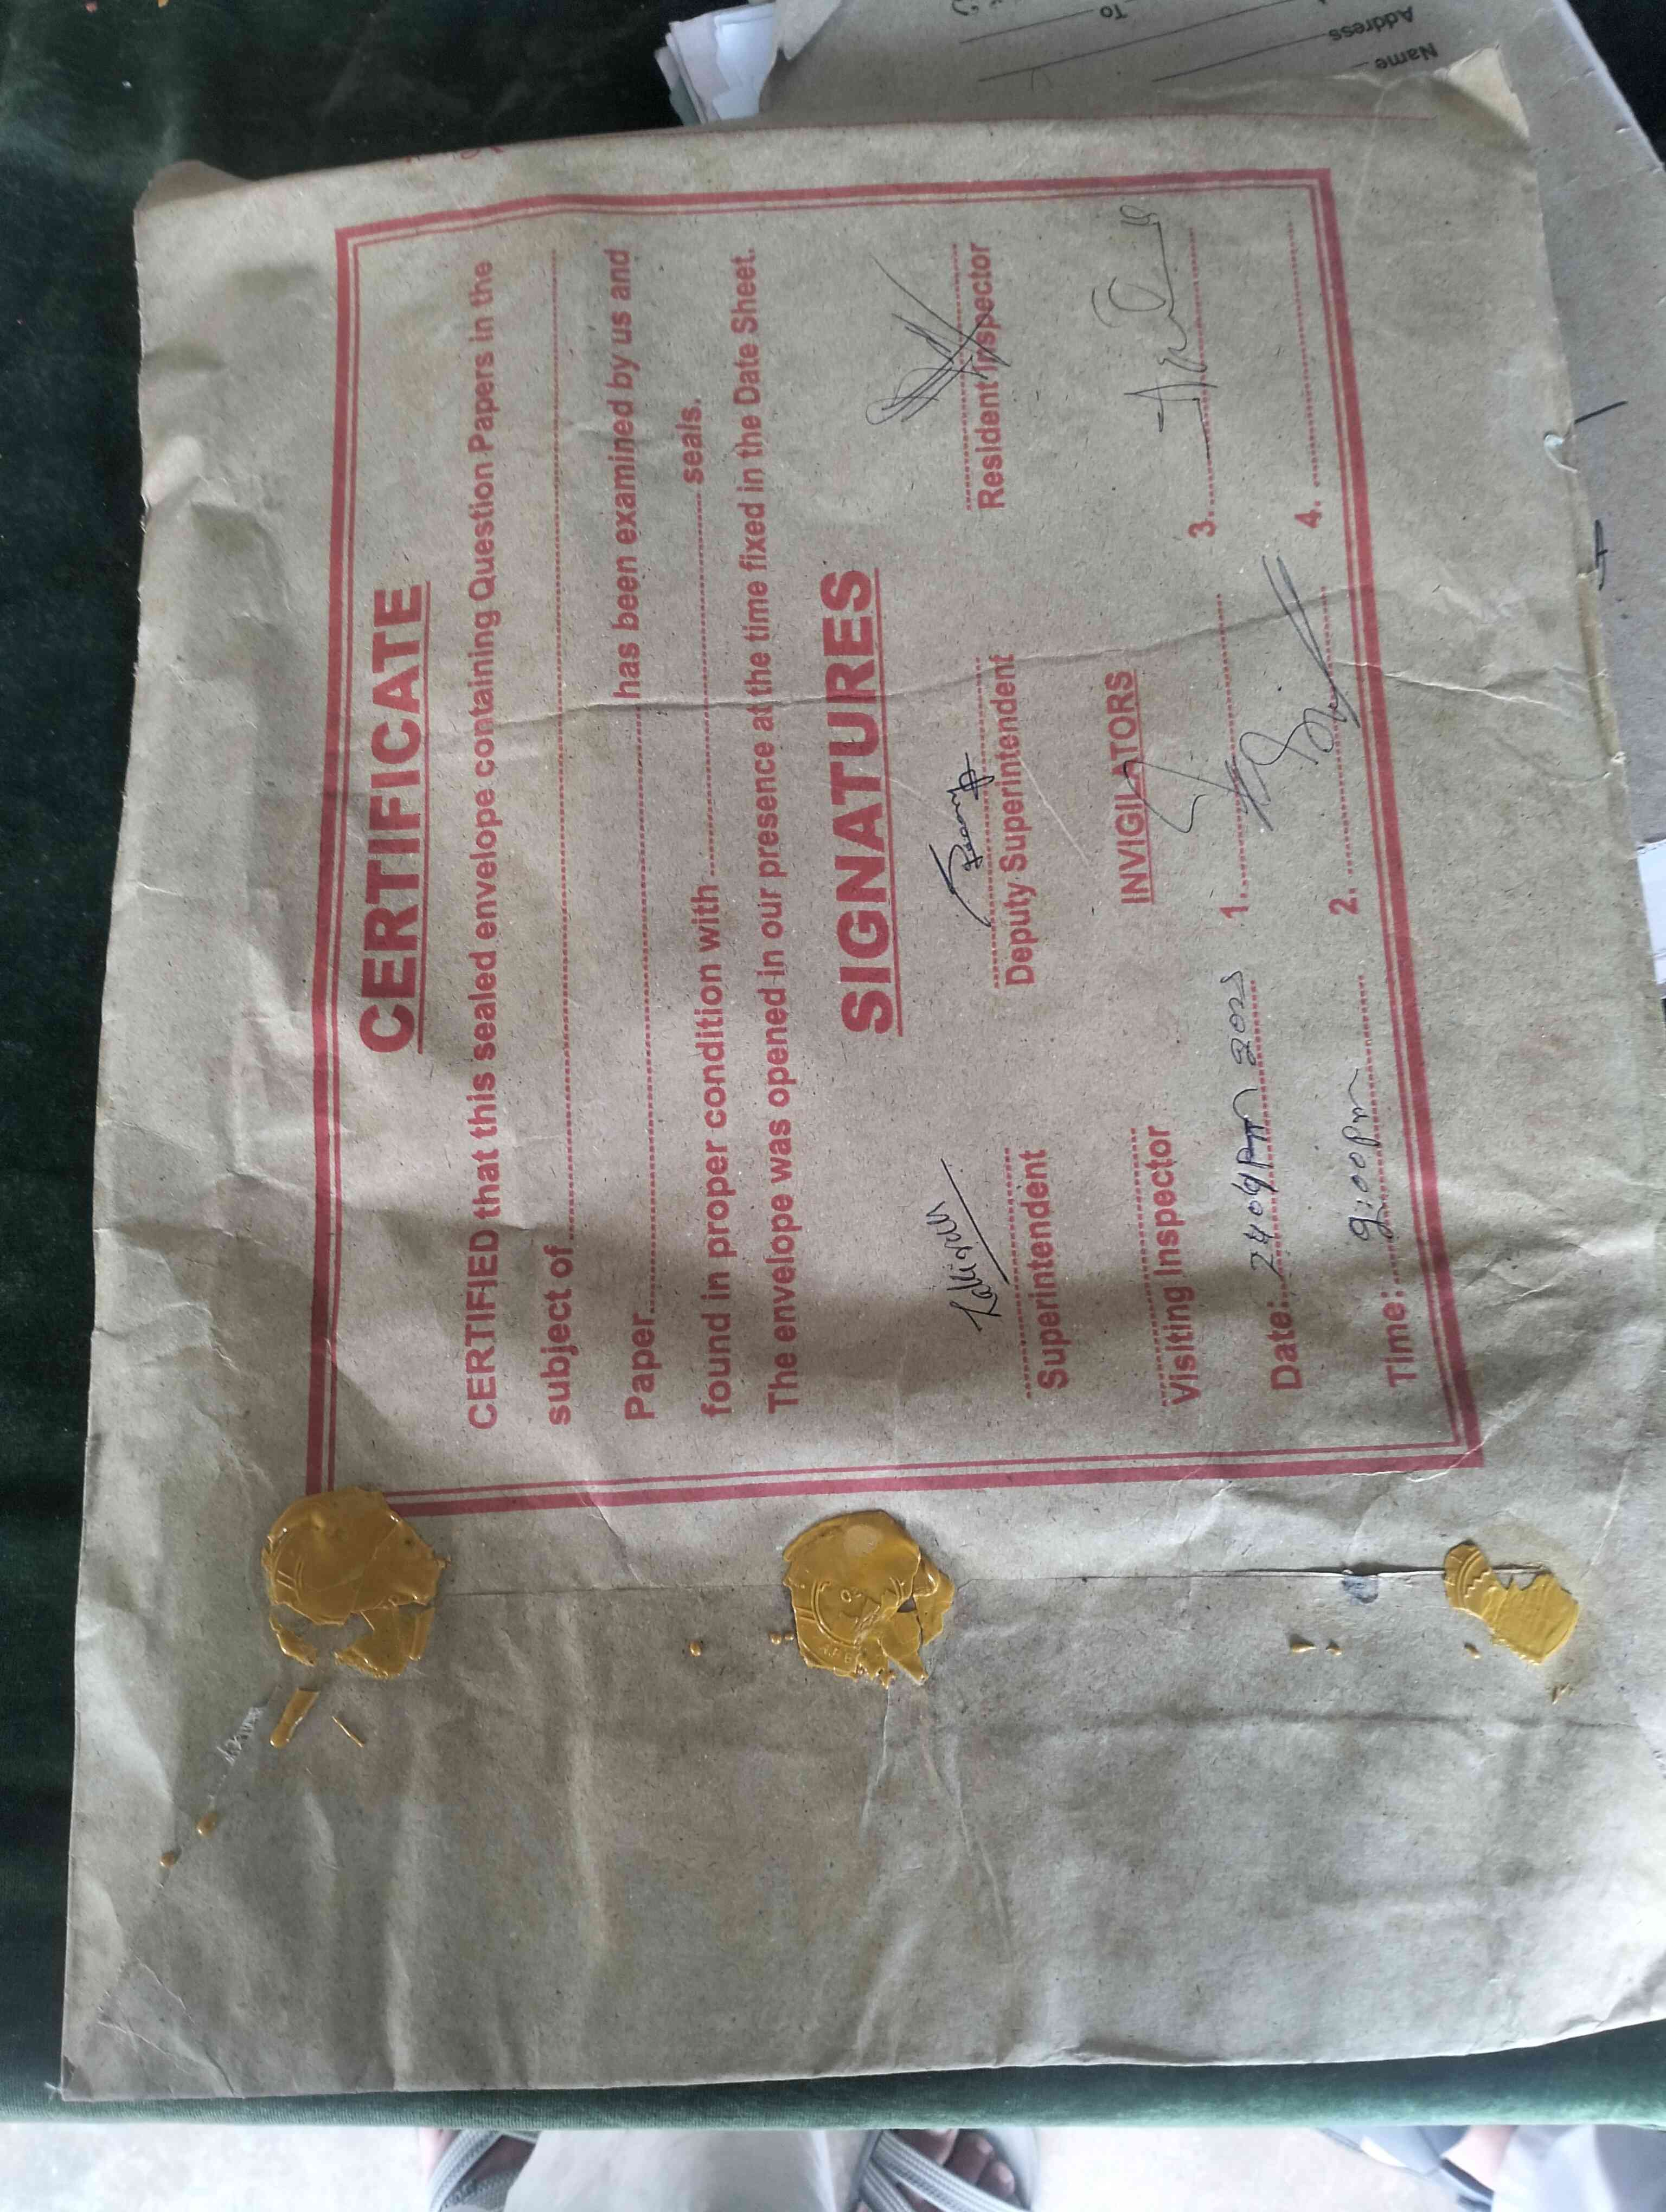 CERTIFICATE
CERTIFIED that this sealed envelope containing Question Papers in the
subject of
Paper has been examined by us and
found in proper condition with seals.
The envelope was opened in our presence at the time fixed in the Date Sheet.
SIGNATURES
Superintendent Deputy Superintendent Resident Inspector
Visiting Inspector INVIGILATORS
Date: 1. 3.
Time: 2:00Pm 2. 4.
Name
Address
To